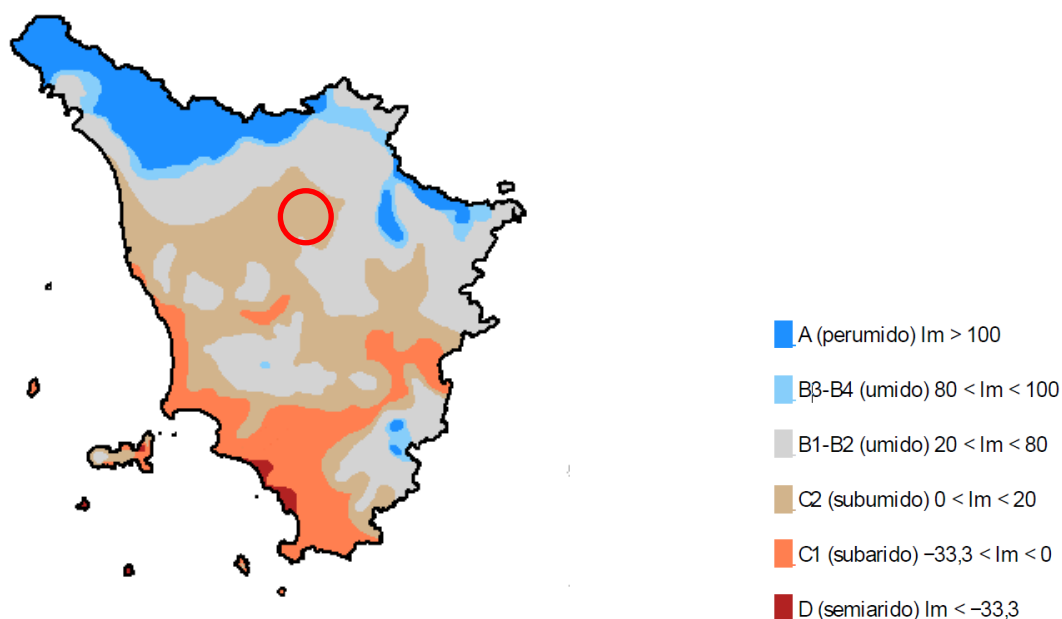 A (perumido) Im > 100
Bβ-B4 (umido) 80 < Im < 100
B1-B2 (umido) 20 < Im < 80
C2 (subumido) 0 < Im < 20
C1 (subarido) −33,3 < Im < 0
D (semiarido) Im < −33,3